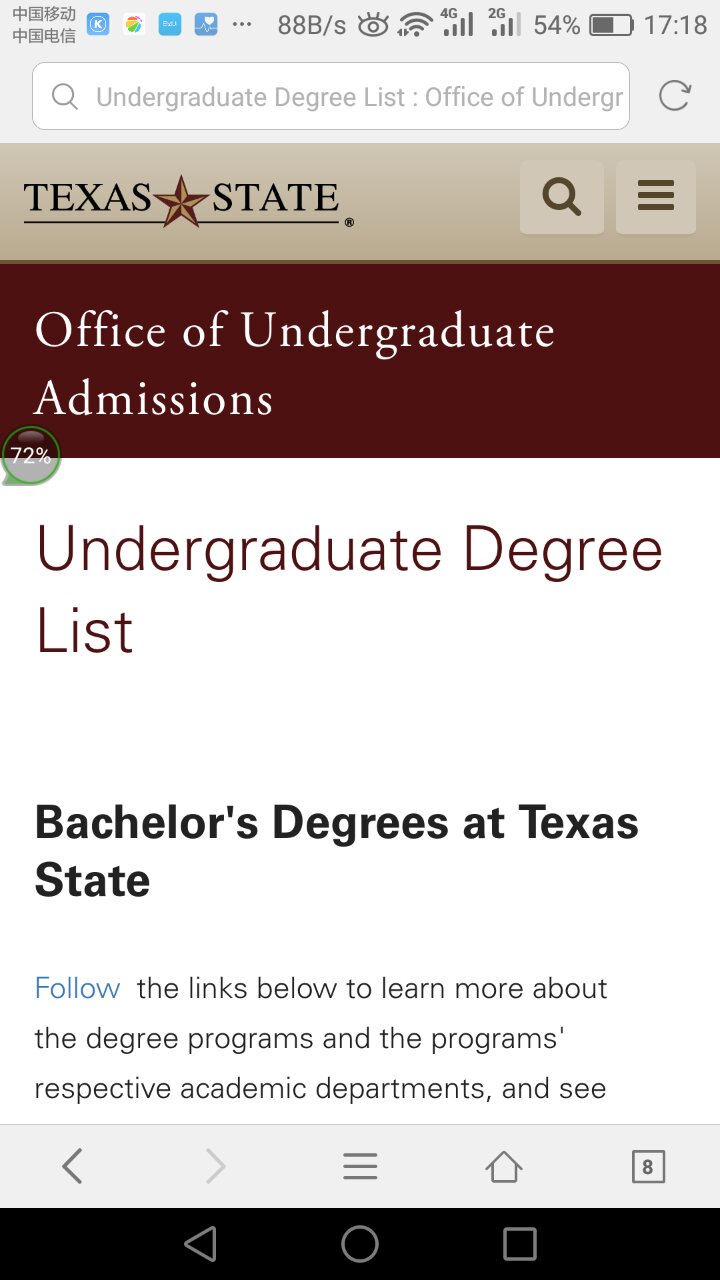 中国移动
中国电信
88B/s 4G 2G 54% 17:18
Undergraduate Degree List : Office of Undergr
TEXAS STATE®
Office of Undergraduate
Admissions
72%
Undergraduate Degree
List
Bachelor's Degrees at Texas
State
Follow the links below to learn more about
the degree programs and the programs'
respective academic departments, and see
8